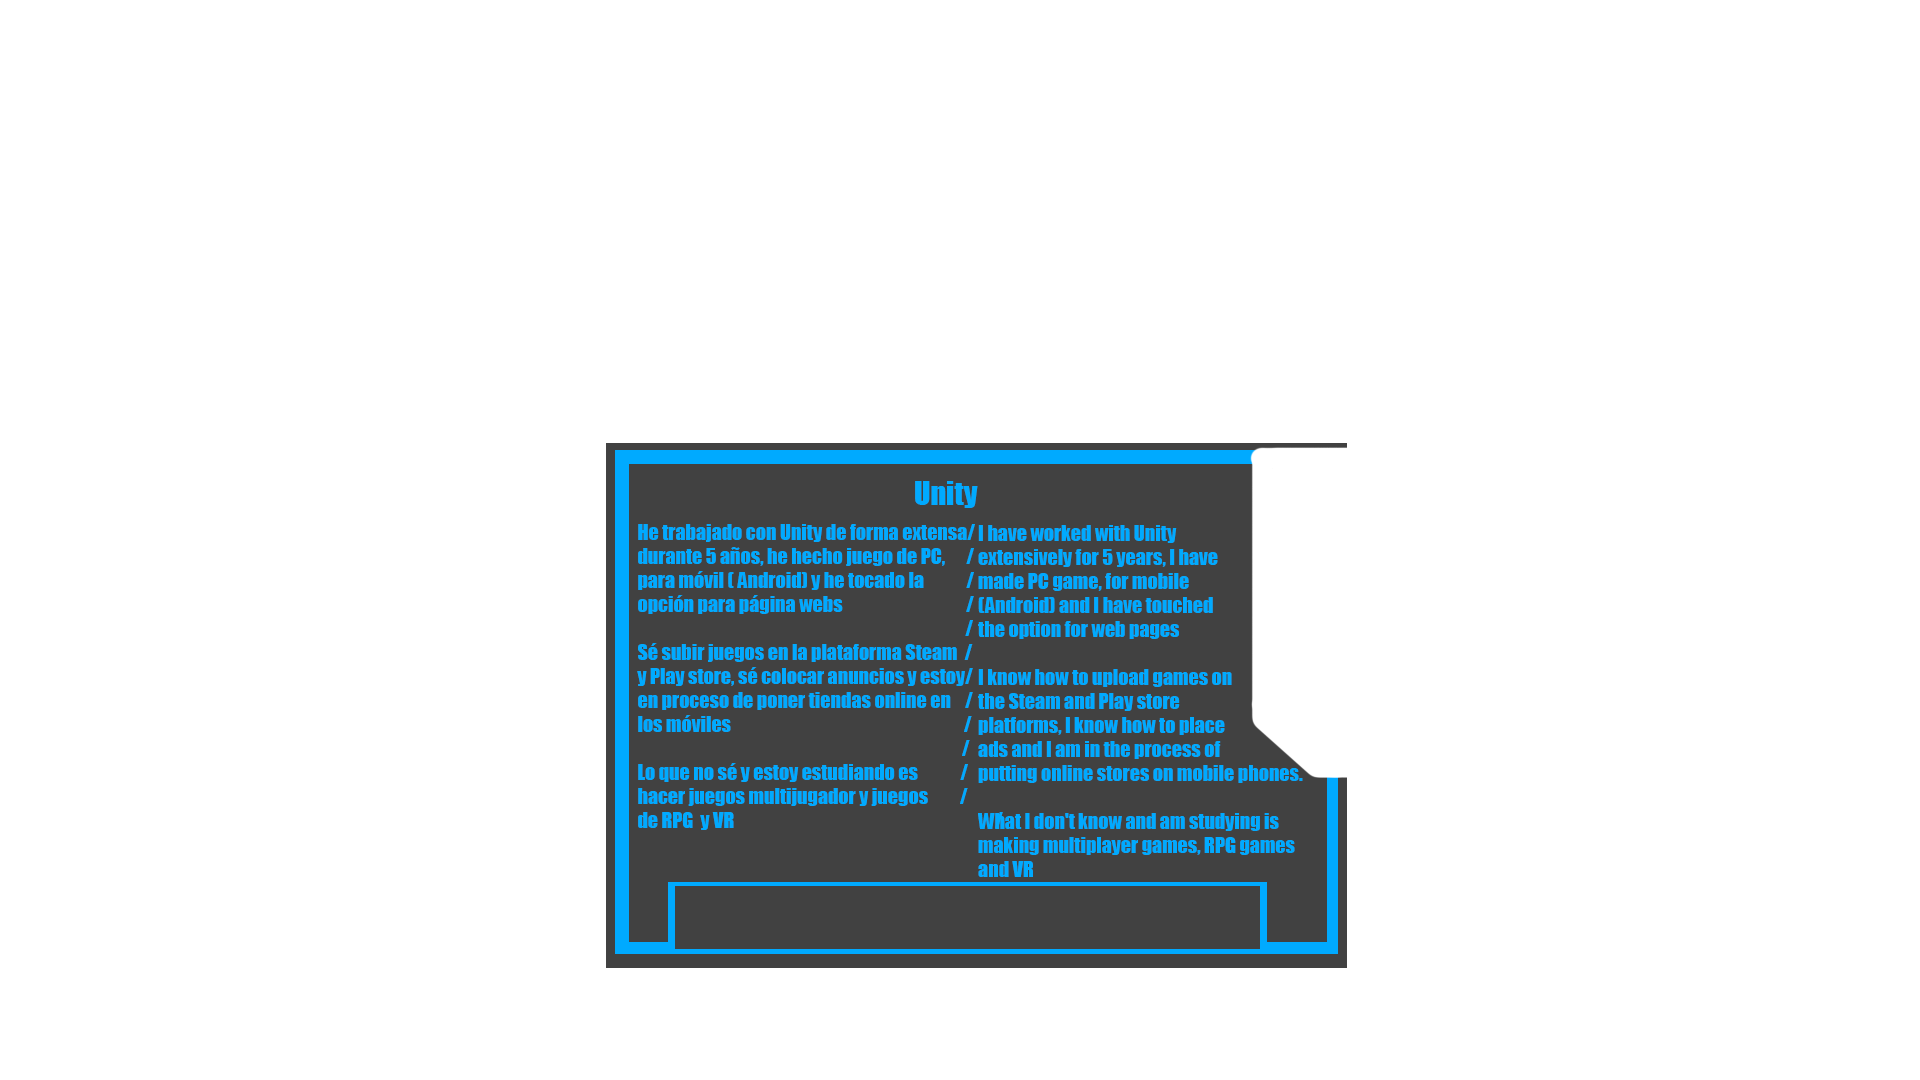 Unity
He trabajado con Unity de forma extensa/
durante 5 años, he hecho juego de PC, /
para móvil ( Android) y he tocado la /
opción para página webs /
/
Sé subir juegos en la plataforma Steam /
y Play store, sé colocar anuncios y estoy/
en proceso de poner tiendas online en /
los móviles /
/
Lo que no sé y estoy estudiando es /
hacer juegos multijugador y juegos /
de RPG y VR
I have worked with Unity
extensively for 5 years, I have
made PC game, for mobile
(Android) and I have touched
the option for web pages
I know how to upload games on
the Steam and Play store
platforms, I know how to place
ads and I am in the process of
putting online stores on mobile phones.
What I don't know and am studying is
making multiplayer games, RPG games
and VR